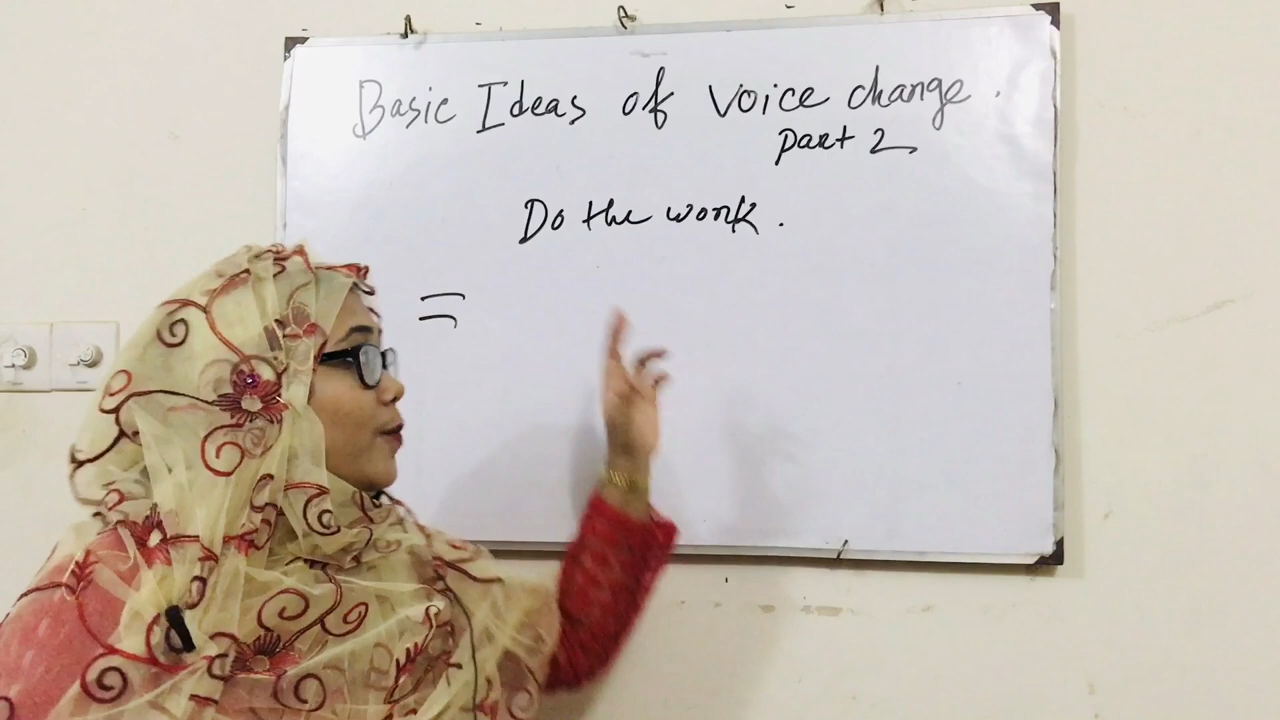 Basic Ideas of Voice change.
part 2
Do the work.
=